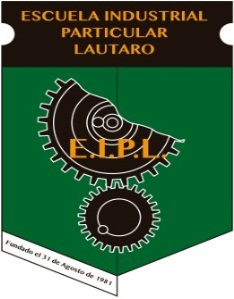 ESCUELA INDUSTRIAL
PARTICULAR
LAUTARO
E.I.P.L.
Fundado el 31 de Agosto de 1981